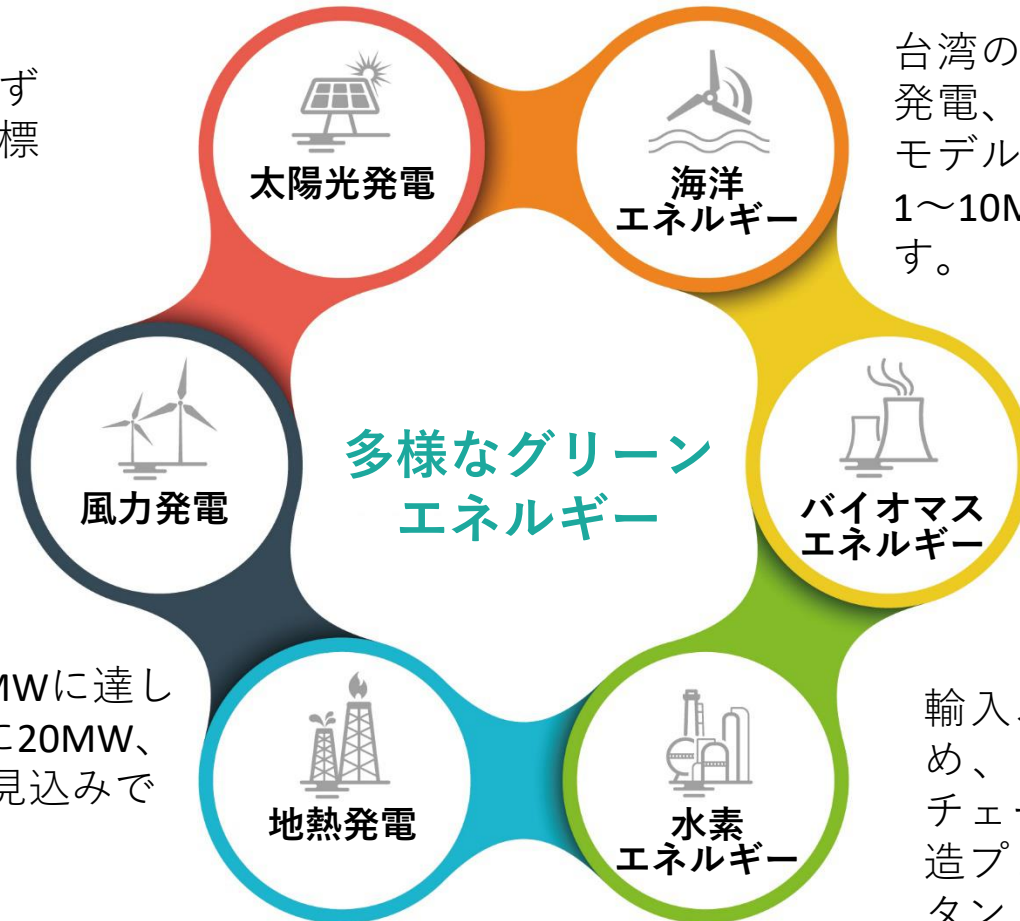 ず
標
台湾の
発電、
モデル
1～10M
す。
太陽光発電
海洋
エネルギー
風力発電
多様なグリーン
エネルギー
バイオマス
エネルギー
MWに達し
に20MW、
見込みで
地熱発電
水素
エネルギー
輸入
め、
チェ
造プ
タン